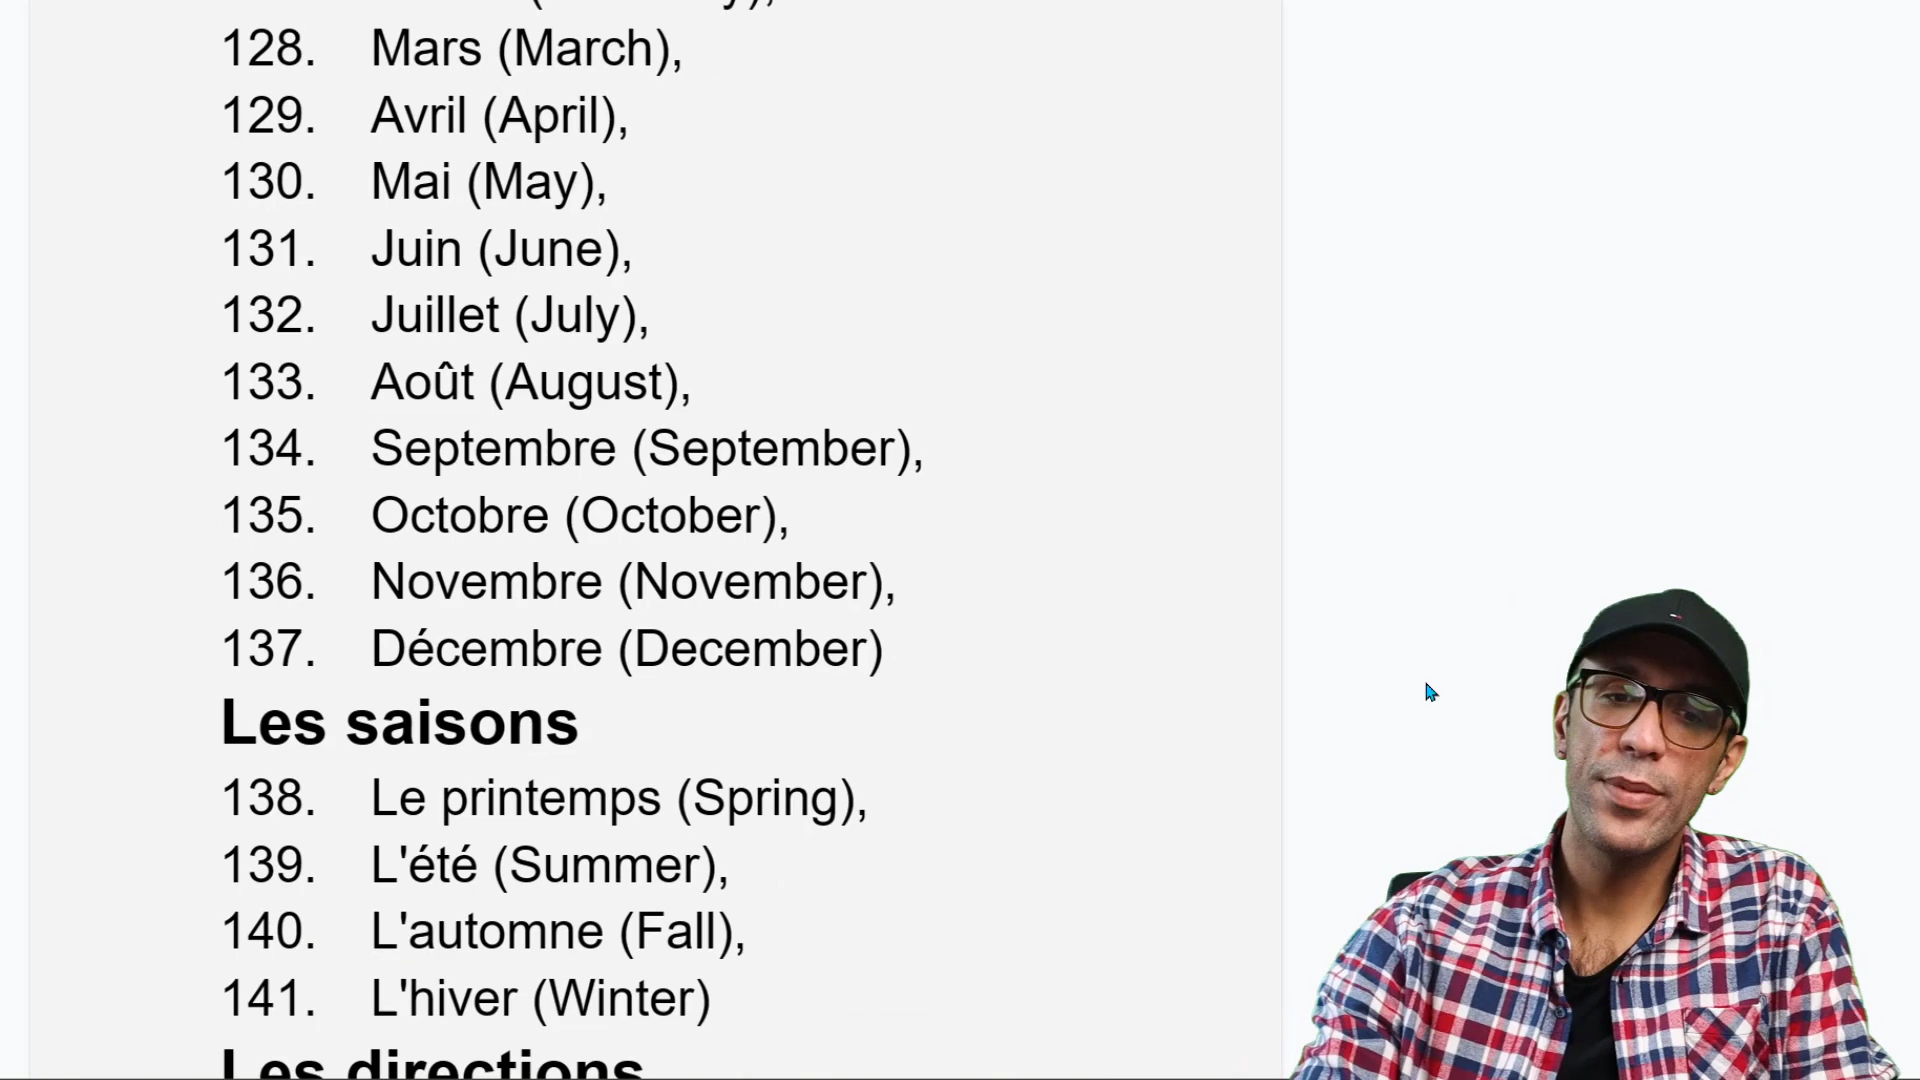 128. Mars (March),
129. Avril (April),
130. Mai (May),
131. Juin (June),
132. Juillet (July),
133. Août (August),
134. Septembre (September),
135. Octobre (October),
136. Novembre (November),
137. Décembre (December)
Les saisons
138. Le printemps (Spring),
139. L'été (Summer),
140. L'automne (Fall),
141. L'hiver (Winter)
Les directions